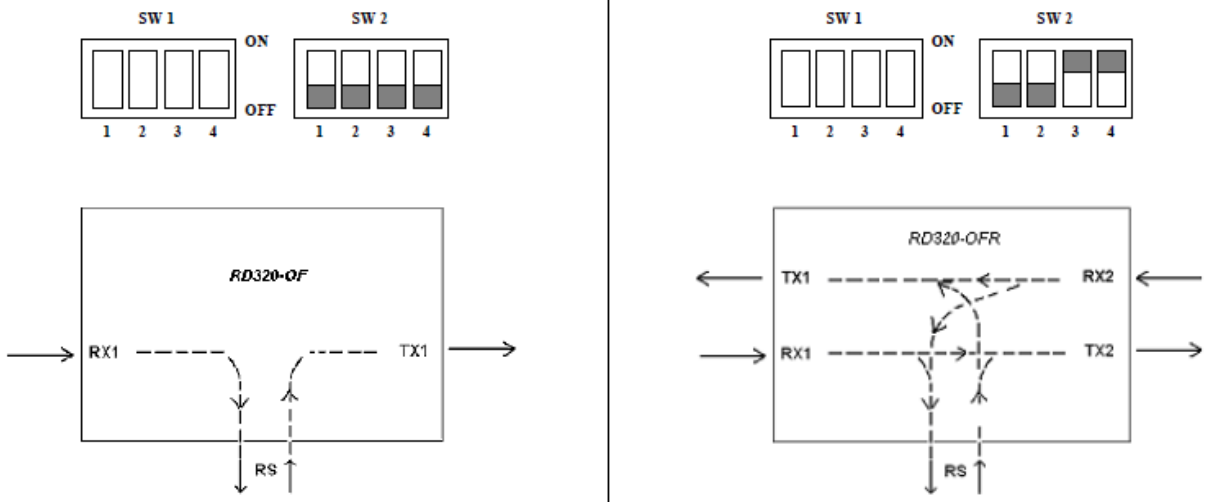 SW 1 SW 2
ON
OFF
1 2 3 4 1 2 3 4
RD320-OF
RX1 TX1
RS
SW 1 SW 2
ON
OFF
1 2 3 4 1 2 3 4
RD320-OFR
TX1 RX2
RX1 TX2
RS